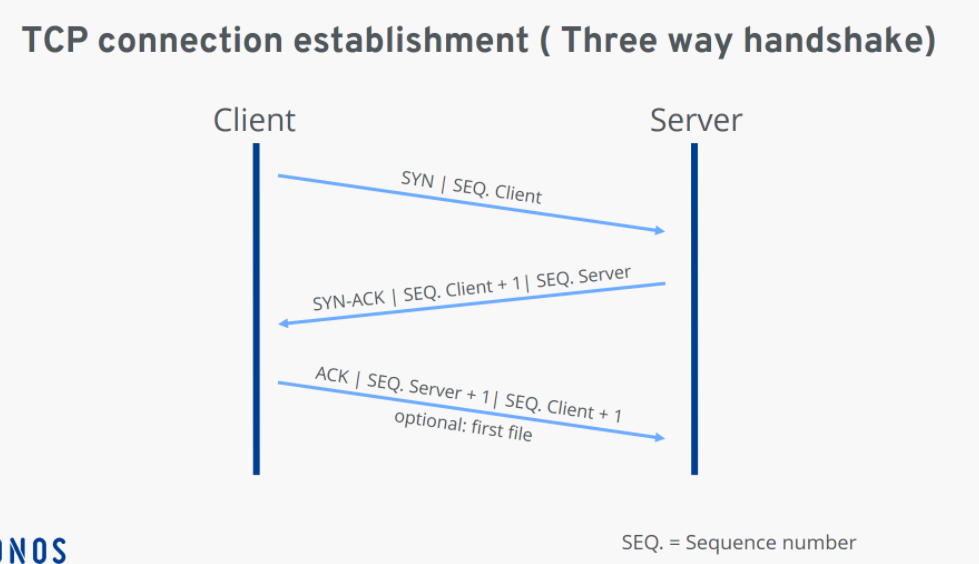 TCP connection establishment ( Three way handshake)
Client
Server
SYN | SEQ. Client
SYN-ACK | SEQ. Client + 1| SEQ. Server
ACK | SEQ. Server + 1| SEQ. Client + 1
optional: first file
NOS
SEQ. = Sequence number